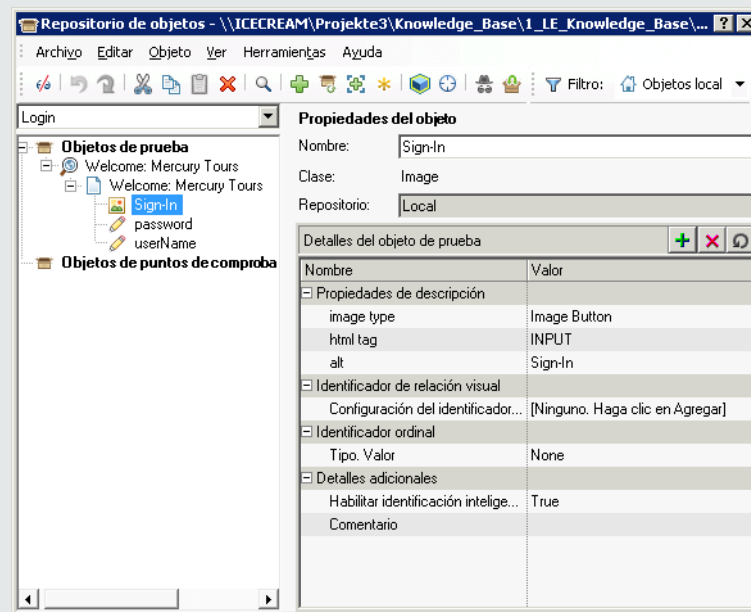 Repositorio de objetos - \\ICECREAM\Projekte3\Knowledge_Base\1_LE_Knowledge_Base\...
Archivo Editar Objeto Ver Herramientas Ayuda
Filtro: Objetos local
Login
Objetos de prueba
Welcome: Mercury Tours
Welcome: Mercury Tours
Sign-In
password
userName
Objetos de puntos de comproba
Propiedades del objeto
Nombre: Sign-In
Clase: Image
Repositorio: Local
Detalles del objeto de prueba
Nombre Valor
Propiedades de descripción
image type Image Button
html tag INPUT
alt Sign-In
Identificador de relación visual
Configuración del identificador... [Ninguno. Haga clic en Agregar]
Identificador ordinal
Tipo. Valor None
Detalles adicionales
Habilitar identificación intelige... True
Comentario